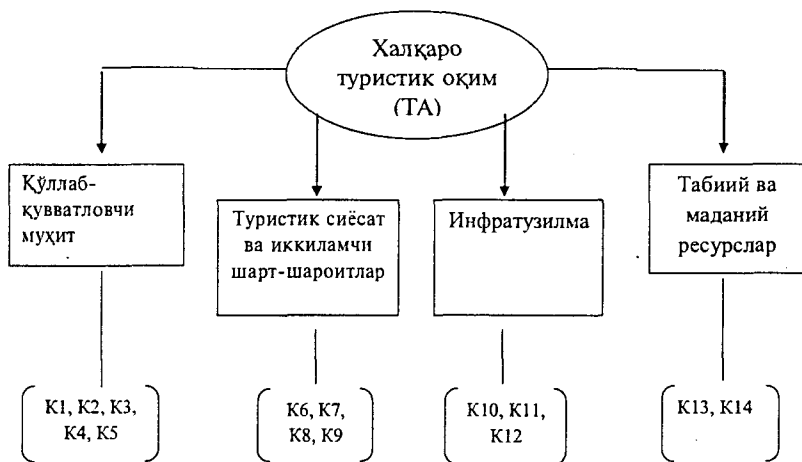 Халқаро
туристик оқим
(ТА)
Қўллаб-
қувватловчи
муҳит
Туристик сиёсат
ва иккиламчи
шарт-шароитлар
Инфратузилма
Табиий ва
маданий
ресурслар
К1, К2, К3,
К4, К5
К6, К7,
К8, К9
К10, К11,
К12
К13, К14